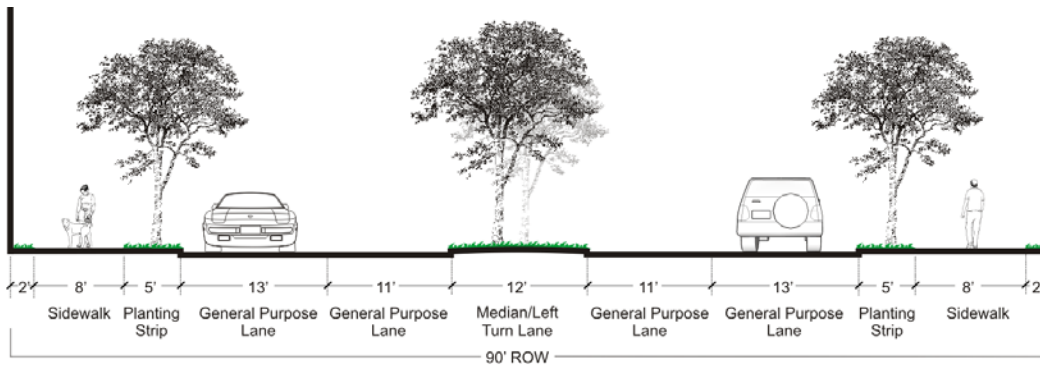 2' 8' 5' 13' 11' 12' 11' 13' 5' 8' 2
Sidewalk Planting Strip General Purpose Lane General Purpose Lane Median/Left Turn Lane General Purpose Lane General Purpose Lane Planting Strip Sidewalk
90' ROW